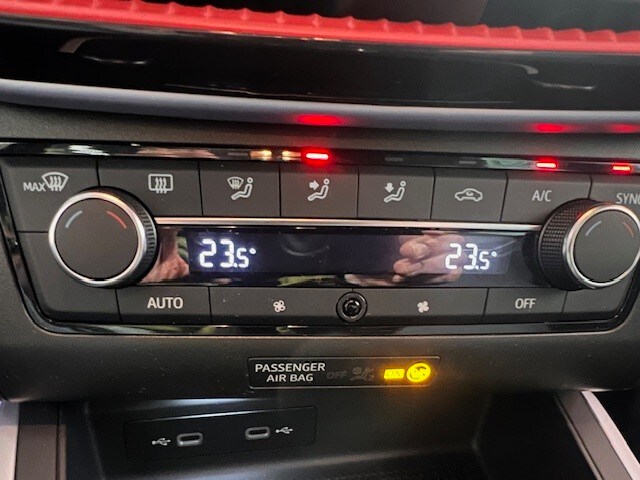 MAX
A/C
SYNC
23.5°
23.5°
AUTO
OFF
PASSENGER
AIR BAG
OFF
ON